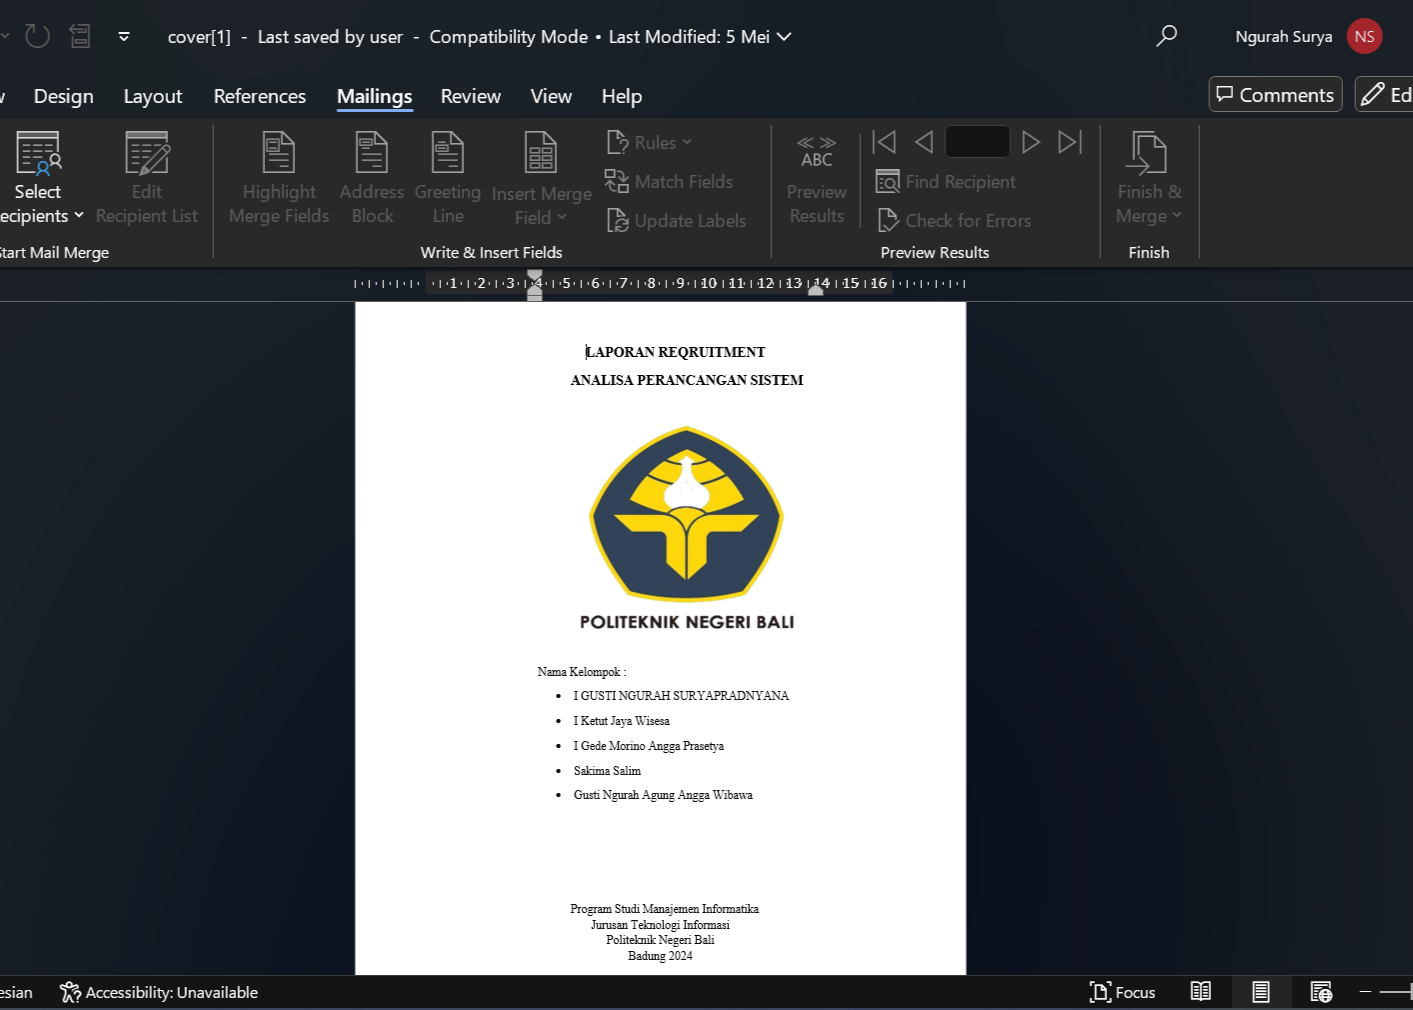 cover[1] - Last saved by user - Compatibility Mode • Last Modified: 5 Mei
Ngurah Surya
NS
Design Layout References Mailings Review View Help
Comments
Ed
Select
ecipients
Edit
Recipient List
tart Mail Merge
Highlight
Merge Fields
Address
Block
Greeting
Line
Insert Merge
Field
Rules
Match Fields
Update Labels
Write & Insert Fields
ABC
Preview
Results
Find Recipient
Check for Errors
Preview Results
Finish &
Merge
Finish
1 2 3 4 5 6 7 8 9 10 11 12 13 14 15 16
LAPORAN REQRUITMENT
ANALISA PERANCANGAN SISTEM
POLITEKNIK NEGERI BALI
Nama Kelompok :
• I GUSTI NGURAH SURYAPRADNYANA
• I Ketut Jaya Wisesa
• I Gede Morino Angga Prasetya
• Sakima Salim
• Gusti Ngurah Agung Angga Wibawa
Program Studi Manajemen Informatika
Jurusan Teknologi Informasi
Politeknik Negeri Bali
Badung 2024
esian
Accessibility: Unavailable
Focus